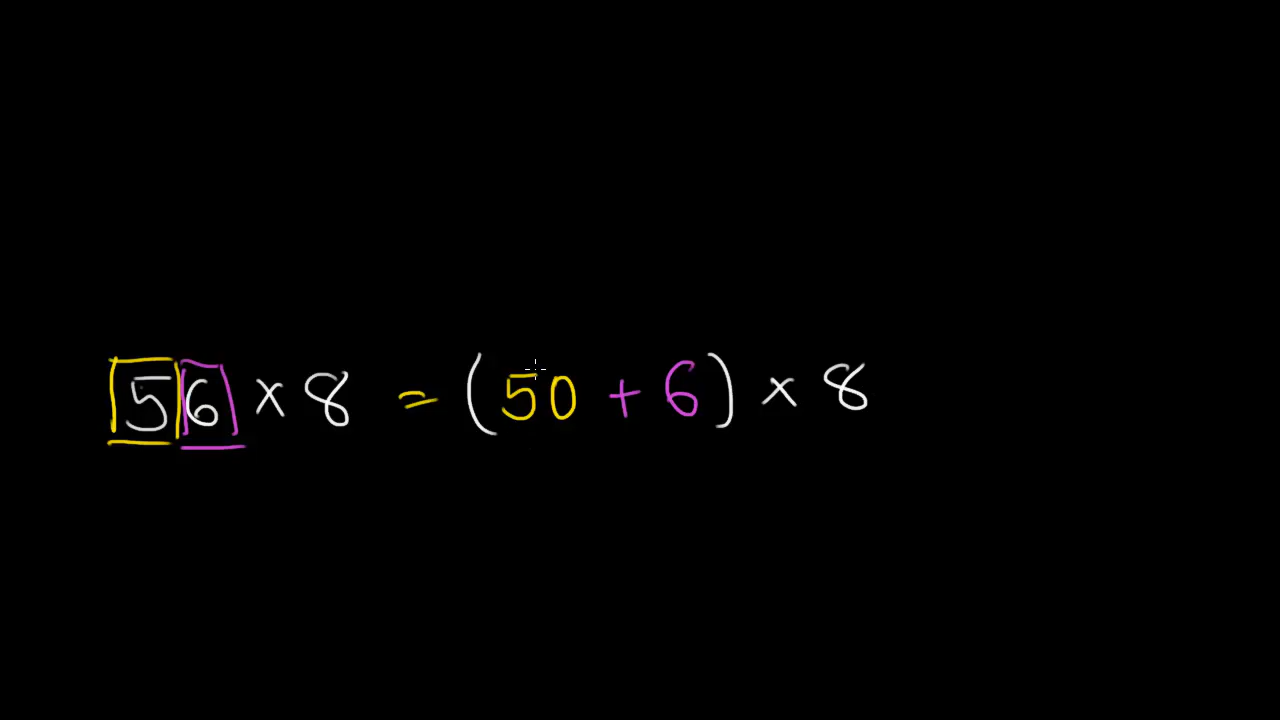 56 × 8 = (50 + 6) × 8